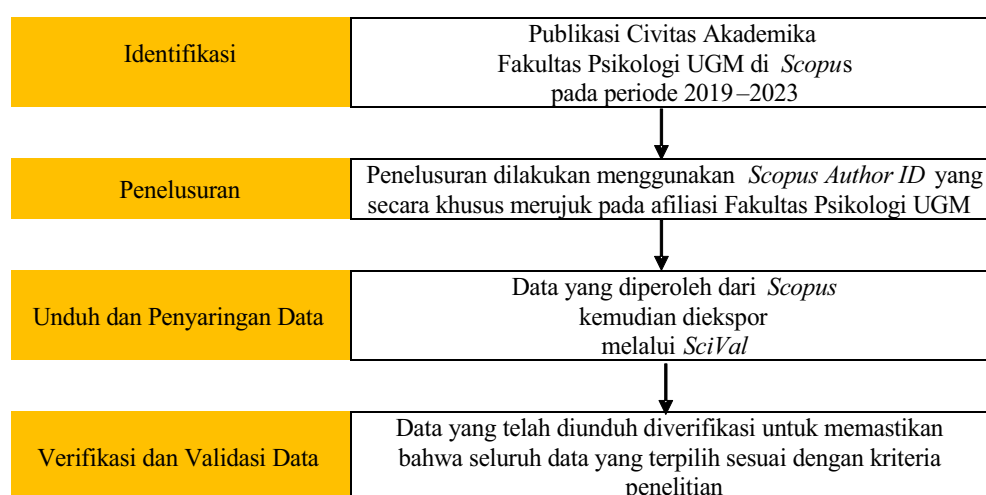 Identifikasi
Publikasi Civitas Akademika
Fakultas Psikologi UGM di Scopus
pada periode 2019–2023
Penelusuran
Penelusuran dilakukan menggunakan Scopus Author ID yang
secara khusus merujuk pada afiliasi Fakultas Psikologi UGM
Unduh dan Penyaringan Data
Data yang diperoleh dari Scopus
kemudian diekspor
melalui SciVal
Verifikasi dan Validasi Data
Data yang telah diunduh diverifikasi untuk memastikan
bahwa seluruh data yang terpilih sesuai dengan kriteria
penelitian